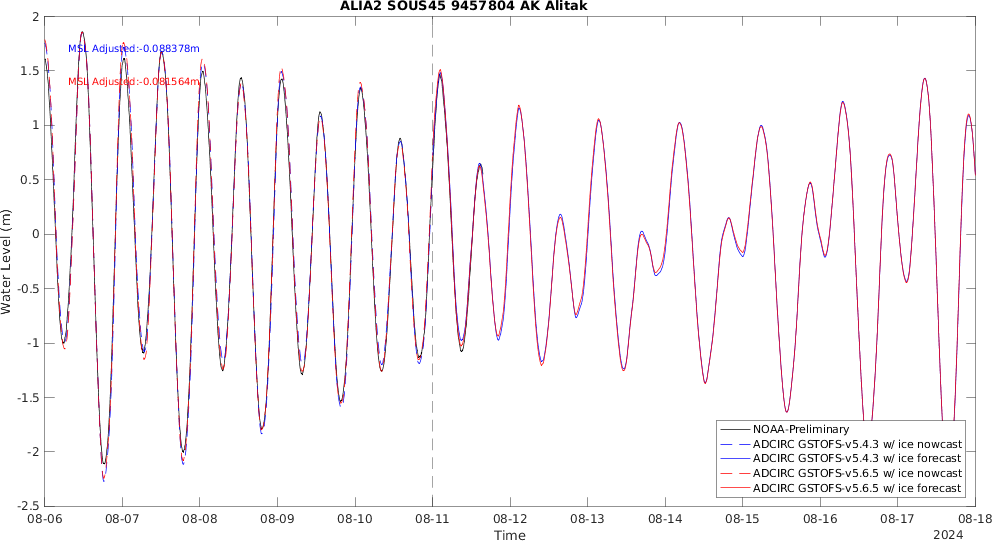 ALIA2 SOUS45 9457804 AK Alitak
MSL Adjusted:-0.088378m
MSL Adjusted:-0.081564m
Water Level (m)
2
1.5
1
0.5
0
-0.5
-1
-1.5
-2
-2.5
NOAA-Preliminary
ADCIRC GSTOFS-v5.4.3 w/ ice nowcast
ADCIRC GSTOFS-v5.4.3 w/ ice forecast
ADCIRC GSTOFS-v5.6.5 w/ ice nowcast
ADCIRC GSTOFS-v5.6.5 w/ ice forecast
08-06 08-07 08-08 08-09 08-10 08-11 08-12 08-13 08-14 08-15 08-16 08-17 08-18
Time
2024